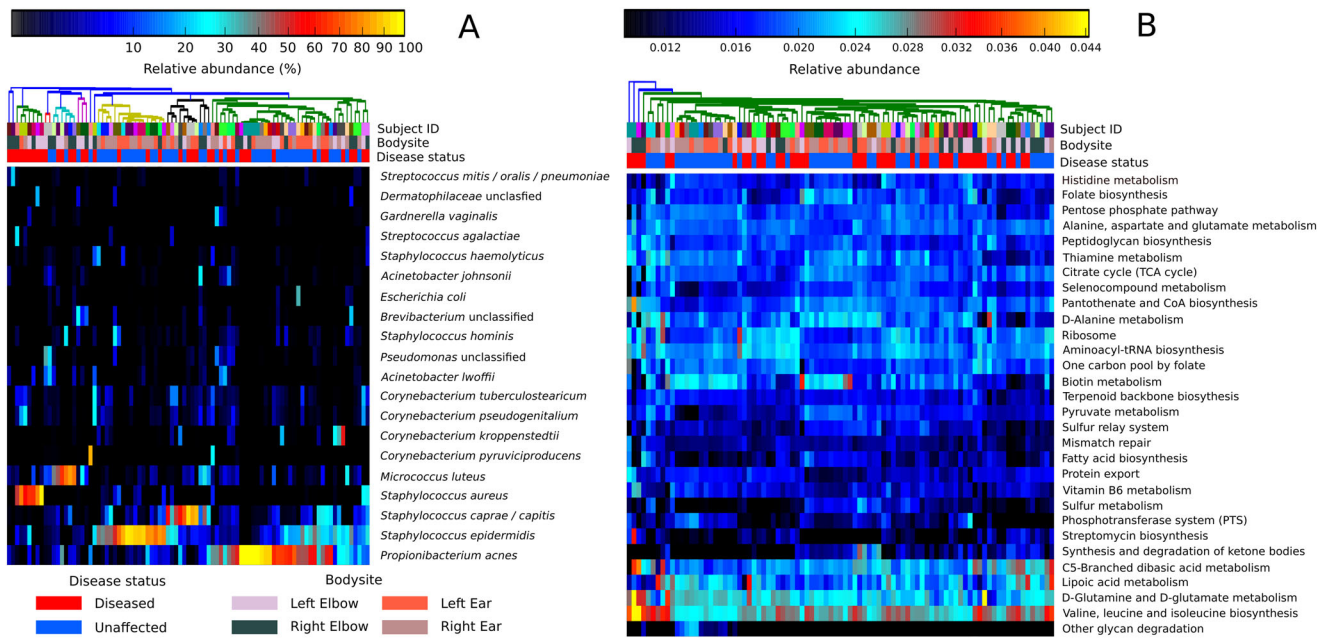 A
10 20 30 40 50 60 70 80 90 100
Relative abundance (%)
Subject ID
Bodysite
Disease status
Streptococcus mitis / oralis / pneumoniae
Dermatophilaceae unclasfied
Gardnerella vaginalis
Streptococcus agalactiae
Staphylococcus haemolyticus
Acinetobacter johnsonii
Escherichia coli
Brevibacterium unclassified
Staphylococcus hominis
Pseudomonas unclassified
Acinetobacter lwoffii
Corynebacterium tuberculostearicum
Corynebacterium pseudogenitalium
Corynebacterium kroppenstedtii
Corynebacterium pyruviciproducens
Micrococcus luteus
Staphylococcus aureus
Staphylococcus caprae / capitis
Staphylococcus epidermidis
Propionibacterium acnes
Disease status Bodysite
Diseased Left Elbow Left Ear
Unaffected Right Elbow Right Ear
B
0.012 0.016 0.020 0.024 0.028 0.032 0.036 0.040 0.044
Relative abundance
Subject ID
Bodysite
Disease status
Histidine metabolism
Folate biosynthesis
Pentose phosphate pathway
Alanine, aspartate and glutamate metabolism
Peptidoglycan biosynthesis
Thiamine metabolism
Citrate cycle (TCA cycle)
Selenocompound metabolism
Pantothenate and CoA biosynthesis
D-Alanine metabolism
Ribosome
Aminoacyl-tRNA biosynthesis
One carbon pool by folate
Biotin metabolism
Terpenoid backbone biosythesis
Pyruvate metabolism
Sulfur relay system
Mismatch repair
Fatty acid biosynthesis
Protein export
Vitamin B6 metabolism
Sulfur metabolism
Phosphotransferase system (PTS)
Streptomycin biosynthesis
Synthesis and degradation of ketone bodies
C5-Branched dibasic acid metabolism
Lipoic acid metabolism
D-Glutamine and D-glutamate metabolism
Valine, leucine and isoleucine biosynthesis
Other glycan degradation